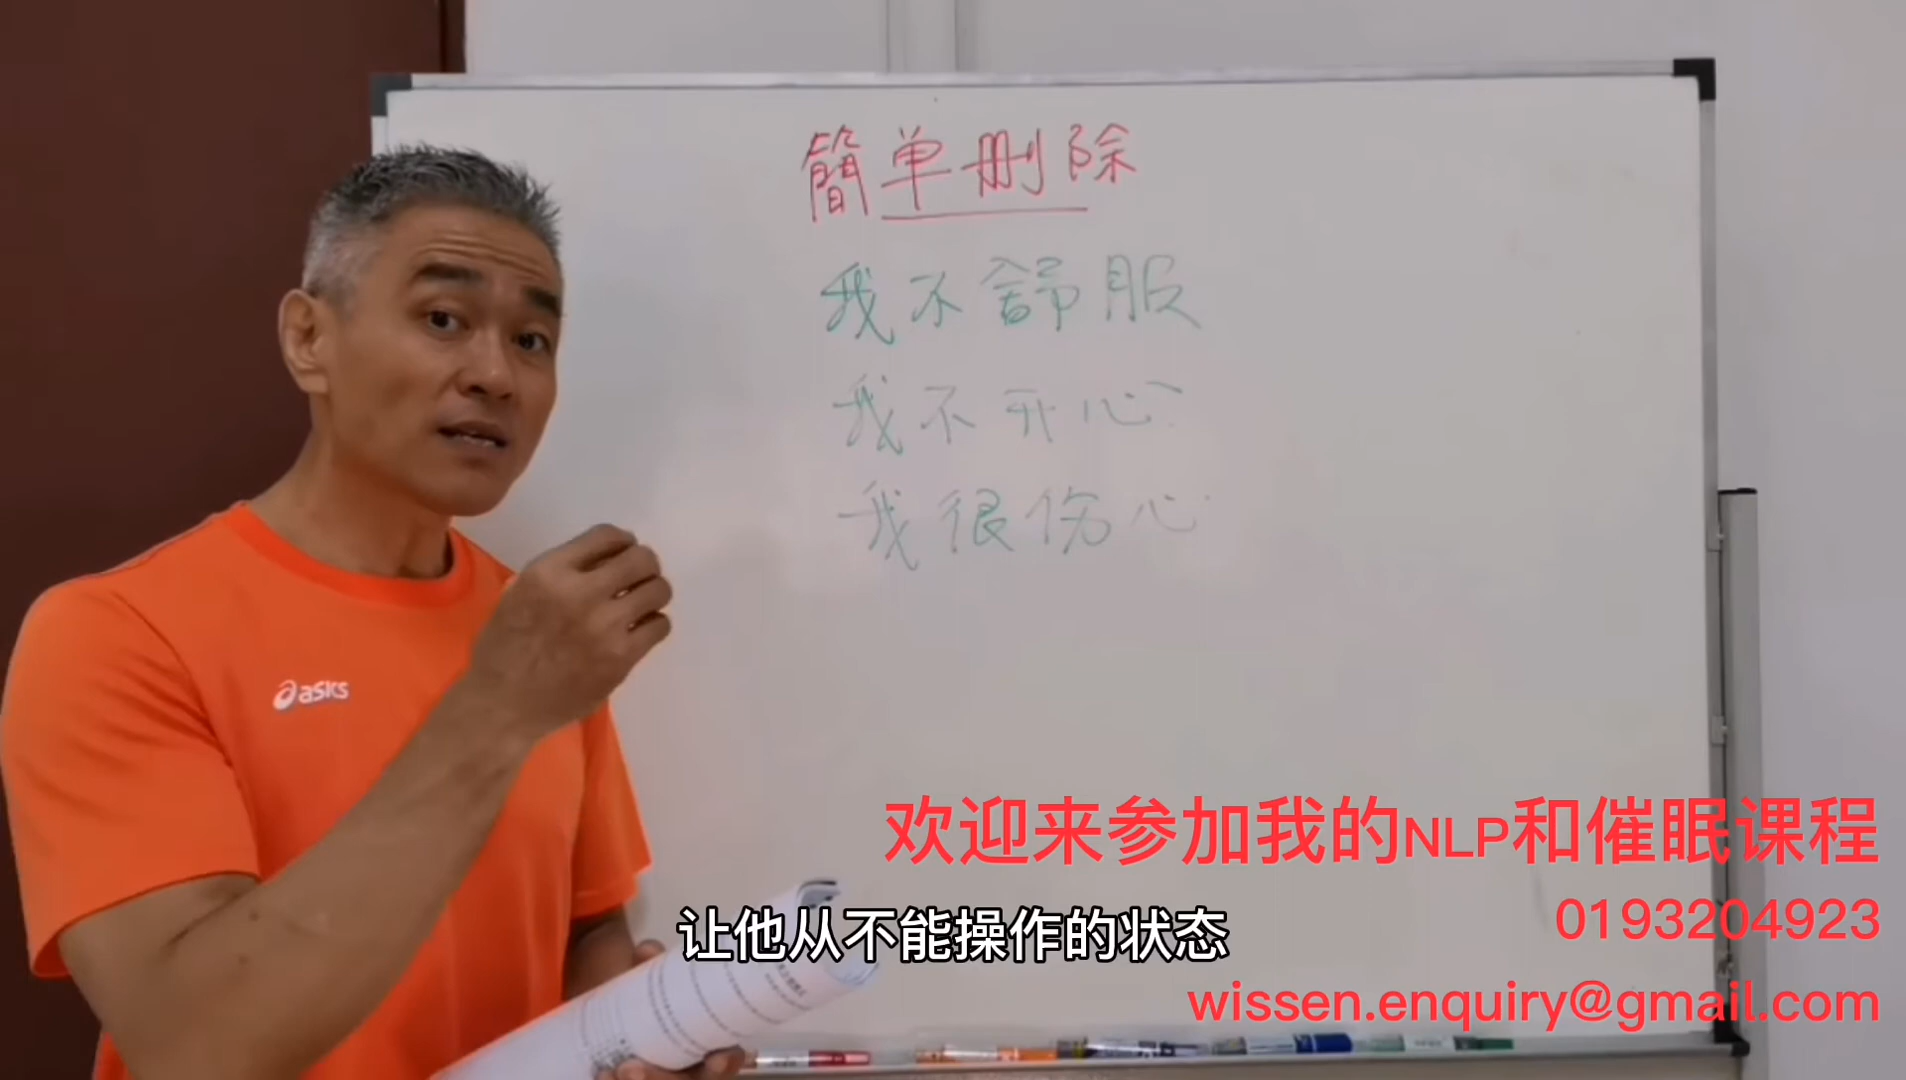 簡单删除
我不舒服
我不开心
我很伤心
asics
欢迎来参加我的NLP和催眠课程
0193204923
让他从不能操作的状态
wissen.enquiry@gmail.com